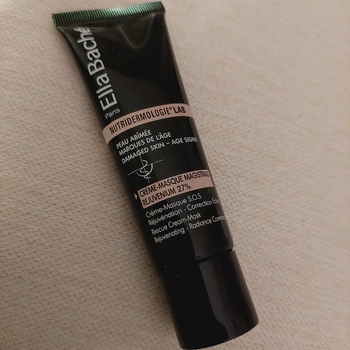 Ella Baché
Paris
NUTRIDERMOLOGIE® LAB
PEAU ABÎMÉE
MARQUES DE L'ÂGE
DAMAGED SKIN – AGE SIGNS
CRÈME-MASQUE MAGISTRALE
REJUVENIUM 27%
Crème-Masque S.O.S
Réjuvénation - Correction
Rescue Cream-Mask
Rejuvenating - Radiance